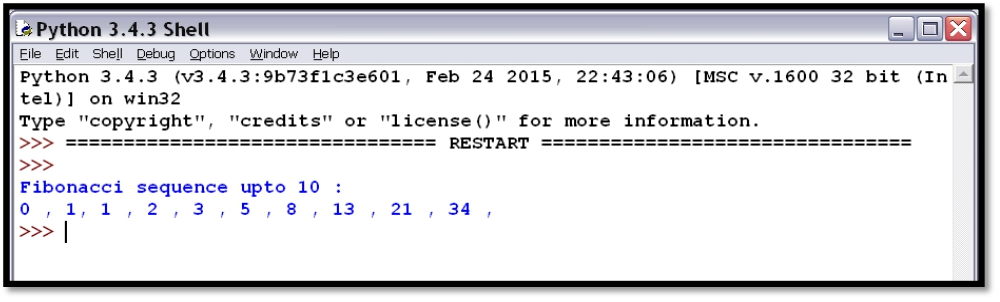 Python 3.4.3 Shell
File Edit Shell Debug Options Window Help
Python 3.4.3 (v3.4.3:9b73f1c3e601, Feb 24 2015, 22:43:06) [MSC v.1600 32 bit (In
tel)] on win32
Type "copyright", "credits" or "license()" for more information.
>>> ================================ RESTART ================================
>>>
Fibonacci sequence upto 10 :
0 , 1, 1 , 2 , 3 , 5 , 8 , 13 , 21 , 34 ,
>>>